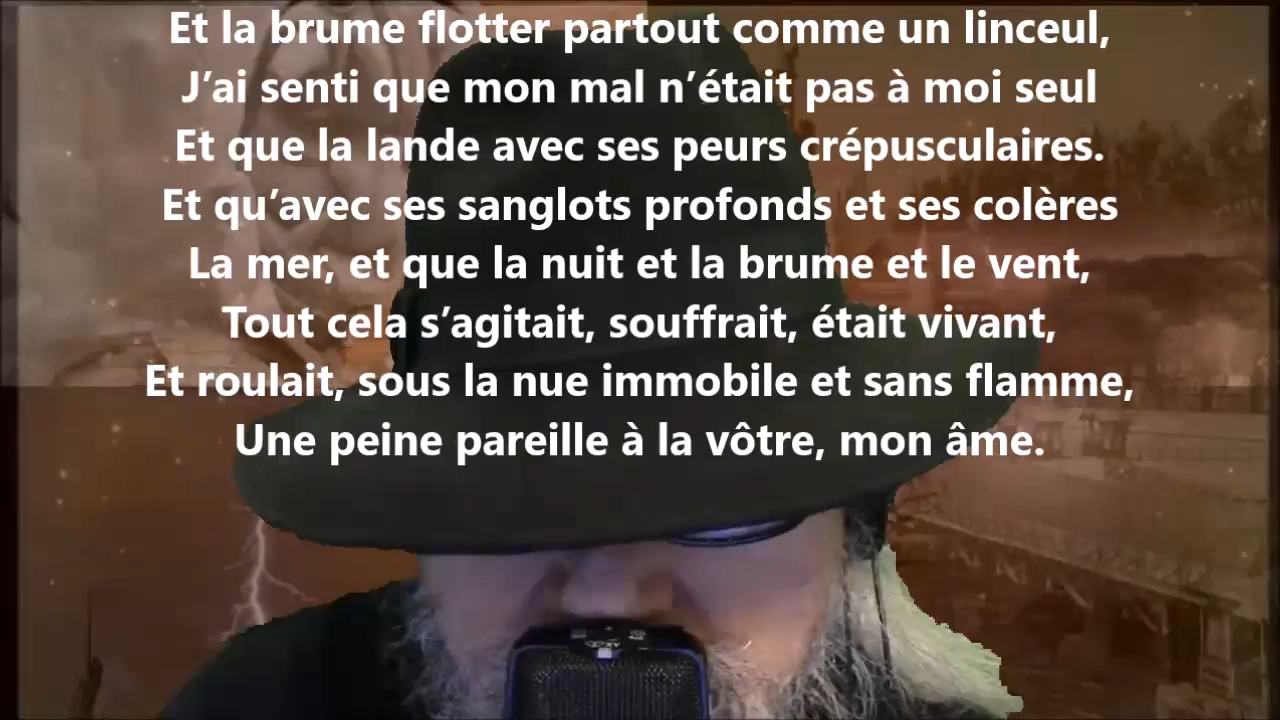 Et la brume flotter partout comme un linceul,
J’ai senti que mon mal n’était pas à moi seul
Et que la lande avec ses peurs crépusculaires.
Et qu’avec ses sanglots profonds et ses colères
La mer, et que la nuit et la brume et le vent,
Tout cela s’agitait, souffrait, était vivant,
Et roulait, sous la nue immobile et sans flamme,
Une peine pareille à la vôtre, mon âme.